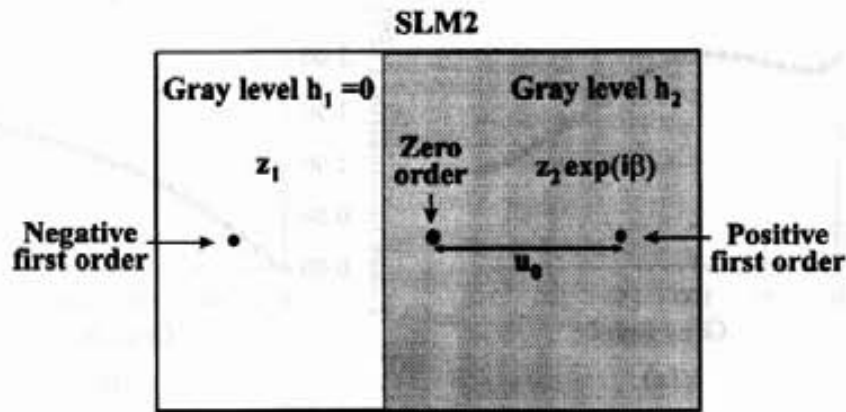 SLM2
Gray level h₁ =0
Gray level h₂
Zero
order
z₁
z₂ exp(iβ)
Negative
first order
Positive
first order
u₀